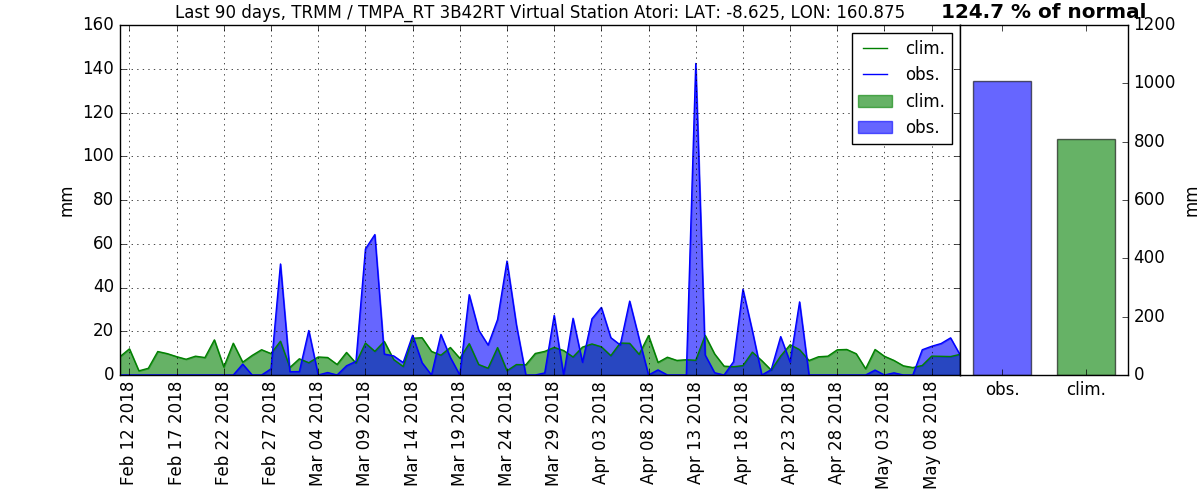 Last 90 days, TRMM / TMPA_RT 3B42RT Virtual Station Atori: LAT: -8.625, LON: 160.875
124.7 % of normal
160
140
120
100
80
60
40
20
0
mm
clim.
obs.
clim.
obs.
1200
1000
800
600
400
200
0
mm
Feb 12 2018
Feb 17 2018
Feb 22 2018
Feb 27 2018
Mar 04 2018
Mar 09 2018
Mar 14 2018
Mar 19 2018
Mar 24 2018
Mar 29 2018
Apr 03 2018
Apr 08 2018
Apr 13 2018
Apr 18 2018
Apr 23 2018
Apr 28 2018
May 03 2018
May 08 2018
obs.
clim.